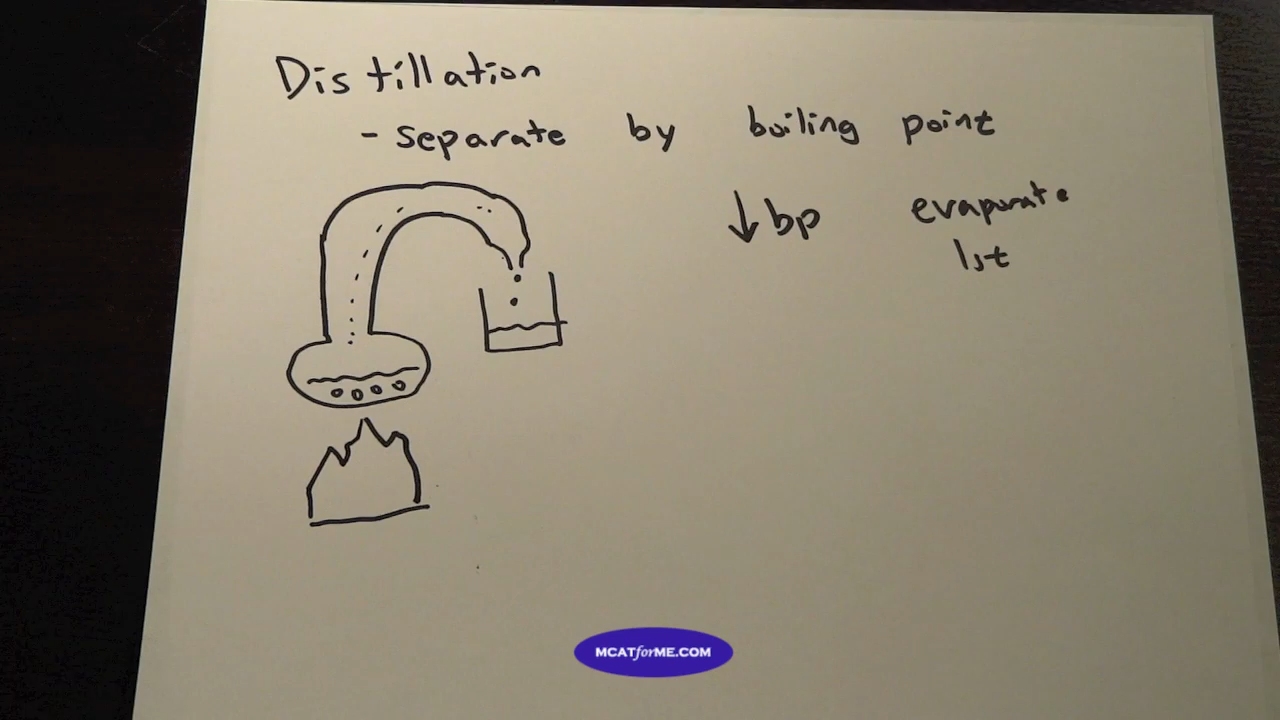 Distillation
- separate by boiling point
↓ bp evaporate
1st
MCATforME.COM